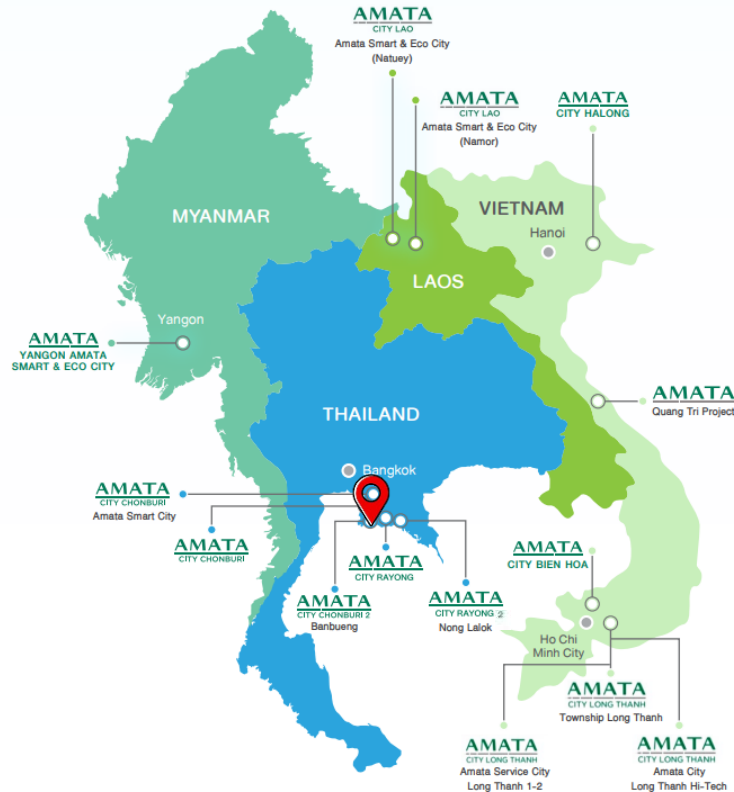 AMATA
CITY LAO
Amata Smart & Eco City
(Natuey)
AMATA
CITY LAO
Amata Smart & Eco City
(Namor)
AMATA
CITY HALONG
MYANMAR
VIETNAM
Hanoi
LAOS
Yangon
AMATA
YANGON AMATA
SMART & ECO CITY
THAILAND
AMATA
Quang Tri Project
Bangkok
AMATA
CITY CHONBURI
Amata Smart City
AMATA
CITY CHONBURI
AMATA
CITY RAYONG
AMATA
CITY CHONBURI 2
Banbueng
AMATA
CITY RAYONG 2
Nong Lalok
AMATA
CITY BIEN HOA
Ho Chi
Minh City
AMATA
CITY LONG THANH
Township Long Thanh
AMATA
CITY LONG THANH
Amata Service City
Long Thanh 1-2
AMATA
CITY LONG THANH
Amata City
Long Thanh Hi-Tech